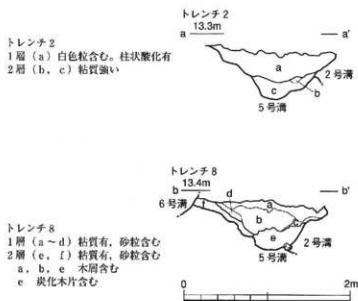 トレンチ2
1層(a)白色粒含む。柱状酸化有
2層(b,c)粘質強い
トレンチ2
a
13.3m
a'
a
c
b
2号溝
5号溝
トレンチ8
1層(a~d)粘質有,砂粒含む
2層(e,f)粘質有,砂粒含む
a,b,e 木屑含む
e 炭化木片含む
トレンチ8
b
13.4m
b'
d
a
6号溝
f
b
c
e
2号溝
5号溝
0
2m